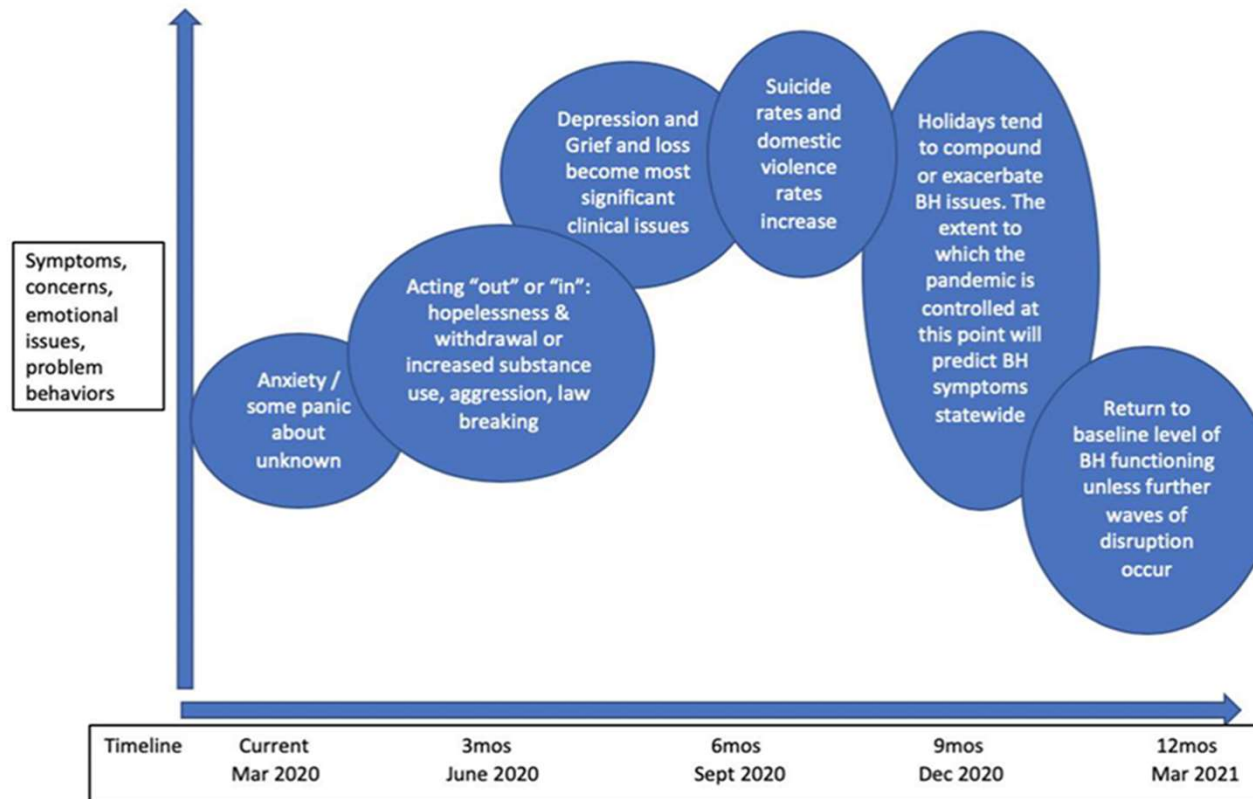 Symptoms,
concerns,
emotional
issues,
problem
behaviors
Anxiety /
some panic
about
unknown
Acting “out” or “in”:
hopelessness &
withdrawal or
increased substance
use, aggression, law
breaking
Depression and
Grief and loss
become most
significant
clinical issues
Suicide
rates and
domestic
violence
rates
increase
Holidays tend
to compound
or exacerbate
BH issues. The
extent to
which the
pandemic is
controlled at
this point will
predict BH
symptoms
statewide
Return to
baseline level of
BH functioning
unless further
waves of
disruption
occur
Timeline Current 3mos 6mos 9mos 12mos
Mar 2020 June 2020 Sept 2020 Dec 2020 Mar 2021